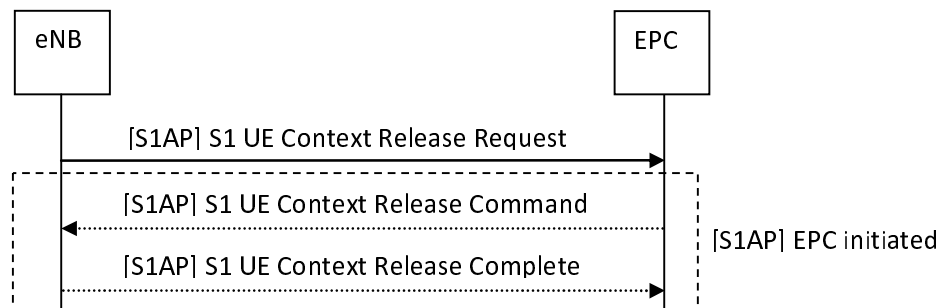 eNB
EPC
⌈S1AP⌉ S1 UE Context Release Request
⌈S1AP⌉ S1 UE Context Release Command
⌈S1AP⌉ EPC initiated
⌈S1AP⌉ S1 UE Context Release Complete